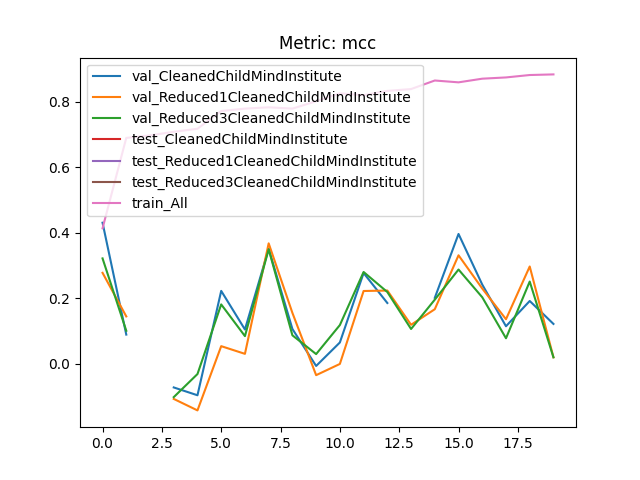 Metric: mcc
val_CleanedChildMindInstitute
val_Reduced1CleanedChildMindInstitute
val_Reduced3CleanedChildMindInstitute
test_CleanedChildMindInstitute
test_Reduced1CleanedChildMindInstitute
test_Reduced3CleanedChildMindInstitute
train_All
0.8
0.6
0.4
0.2
0.0
0.0 2.5 5.0 7.5 10.0 12.5 15.0 17.5